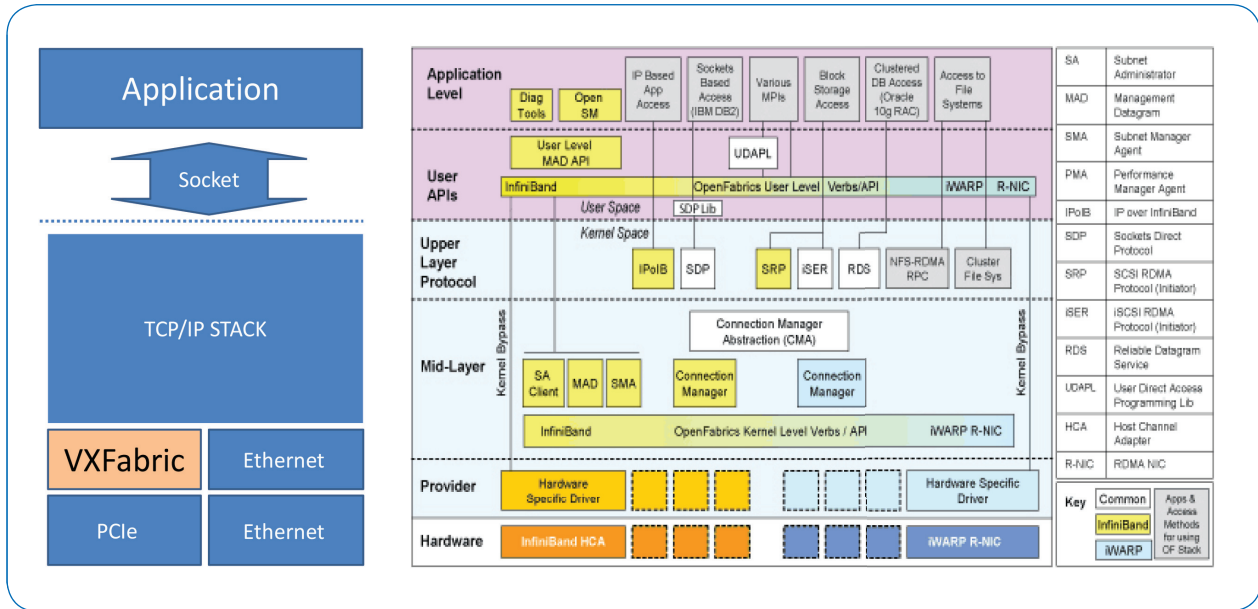 Application
Socket
TCP/IP STACK
VXFabric
Ethernet
PCIe
Ethernet
Application
Level
Diag
Tools
Open
SM
IP Based
App
Access
Sockets
Based
Access
(IBM DB2)
Various
MPIs
Block
Storage
Access
Clustered
DB Access
(Oracle
10g RAC)
Access to
File
Systems
User
APIs
User Level
MAD API
UDAPL
InfiniBand
OpenFabrics User Level Verbs/API
iWARP R-NIC
User Space
SDP Lib
Kernel Space
Upper
Layer
Protocol
IPoIB
SDP
SRP
iSER
RDS
NFS-RDMA
RPC
Cluster
File Sys
Mid-Layer
Kernel Bypass
Connection Manager
Abstraction (CMA)
SA
Client
MAD
SMA
Connection
Manager
Connection
Manager
Kernel Bypass
InfiniBand
OpenFabrics Kernel Level Verbs / API
iWARP R-NIC
Provider
Hardware
Specific Driver
Hardware Specific
Driver
Hardware
InfiniBand HCA
iWARP R-NIC
SA Subnet
Administrator
MAD Management
Datagram
SMA Subnet Manager
Agent
PMA Performance
Manager Agent
IPoIB IP over InfiniBand
SDP Sockets Direct
Protocol
SRP SCSI RDMA
Protocol (Initiator)
iSER iSCSI RDMA
Protocol (Initiator)
RDS Reliable Datagram
Service
UDAPL User Direct Access
Programming Lib
HCA Host Channel
Adapter
R-NIC RDMA NIC
Key
Common
InfiniBand
iWARP
Apps &
Access
Methods
for using
OF Stack